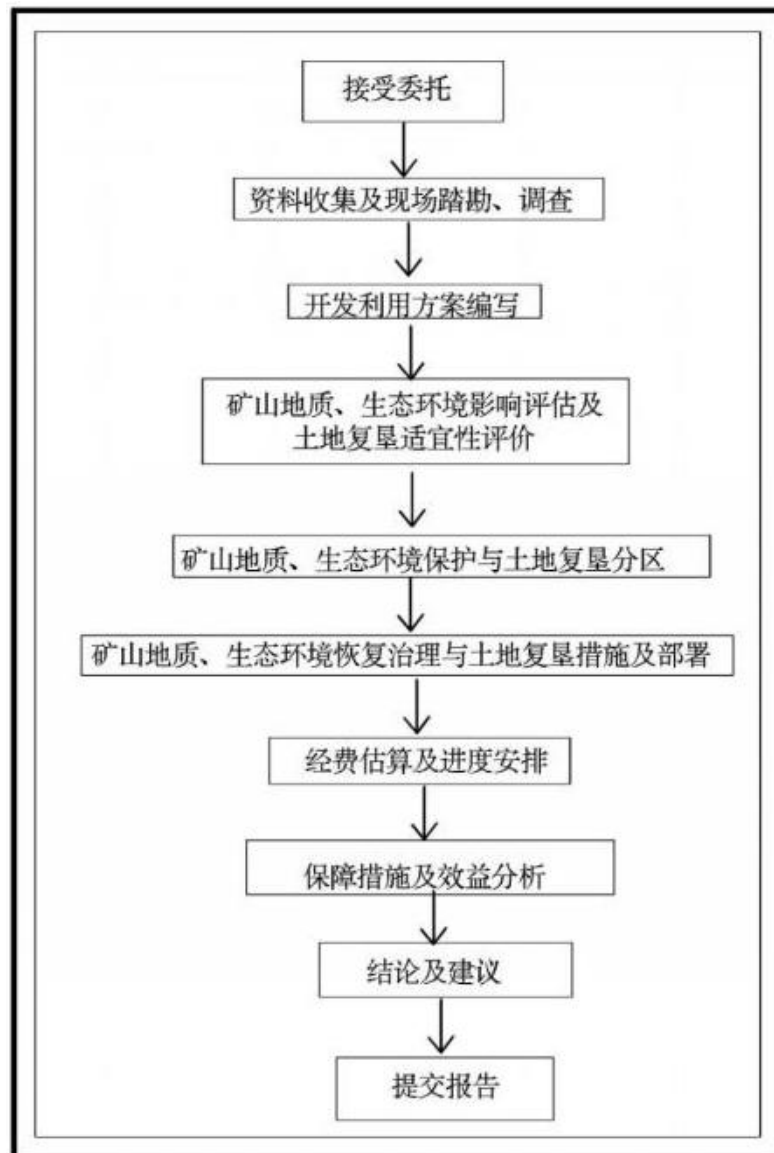 接受委托
资料收集及现场踏勘、调查
开发利用方案编写
矿山地质、生态环境影响评估及
土地复垦适宜性评价
矿山地质、生态环境保护与土地复垦分区
矿山地质、生态环境恢复治理与土地复垦措施及部署
经费估算及进度安排
保障措施及效益分析
结论及建议
提交报告